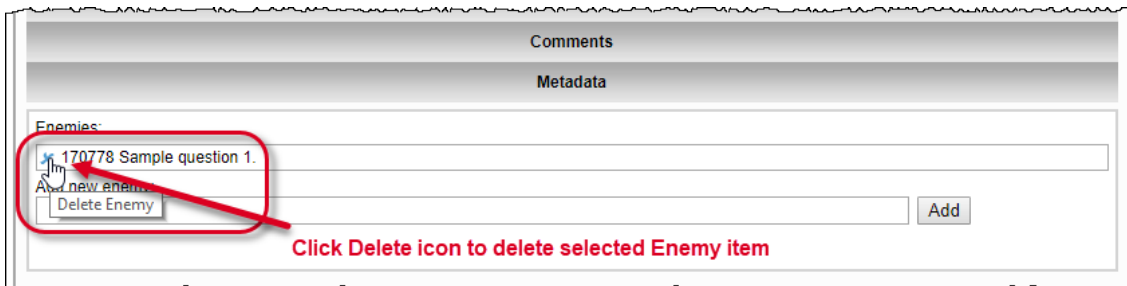 Comments
Metadata
Enemies:
170778 Sample question 1.
Add new enemy
Delete Enemy
Add
Click Delete icon to delete selected Enemy item